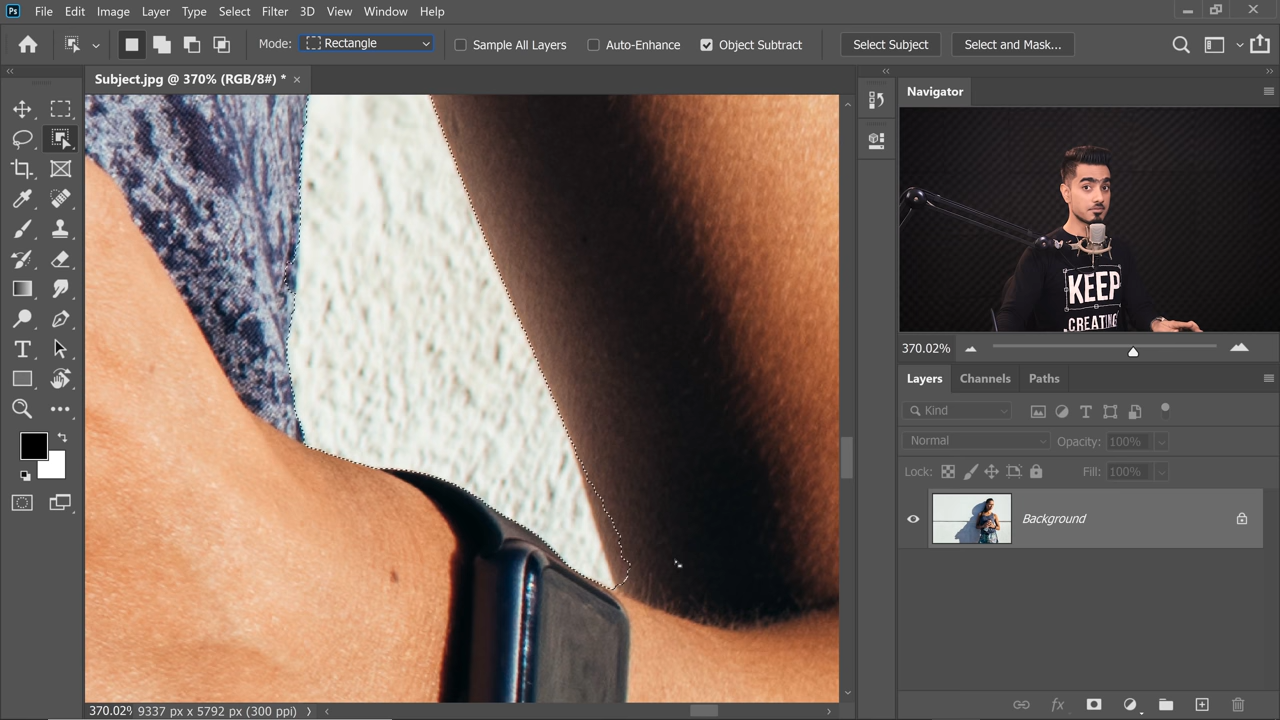 Ps File Edit Image Layer Type Select Filter 3D View Window Help
Mode: Rectangle Sample All Layers Auto-Enhance Object Subtract Select Subject Select and Mask...
Subject.jpg @ 370% (RGB/8#) *
Navigator
KEEP
CREATING
370.02%
Layers Channels Paths
Kind
Normal Opacity: 100%
Lock: Fill: 100%
Background
fx
370.02% 9337 px x 5792 px (300 ppi)